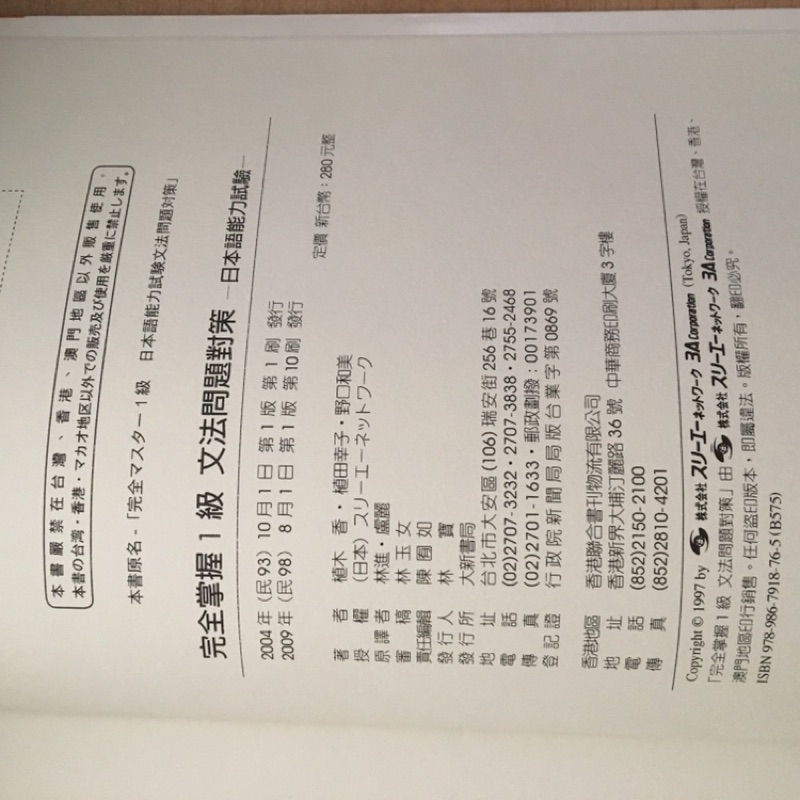 本書嚴禁在台灣、香港、澳門地區以外販售使用。
本書の台湾・香港・マカオ地区以外での販売及び使用を厳重に禁止します。
本書原名-「完全マスター1級 日本語能力試験文法問題対策」
完全掌握1級 文法問題對策 —日本語能力試驗—
2004年(民93) 10月1日 第1版 第1刷 發行
2009年(民98) 8月1日 第1版 第10刷 發行
定價 新台幣:280元整
著者 植木 香・植田幸子・野口和美
授權 (日本) スリーエーネットワーク
原譯者 林進・盧麗
審稿 林玉女
責任編輯 陳囿如
發行人 林寶
發行所 大新書局
地址 台北市大安區(106)瑞安街256巷16號
電話 (02)2707-3232・2707-3838・2755-2468
傳真 (02)2701-1633・郵政劃撥:00173901
登記證 行政院新聞局局版台業字第0869號
香港地區 香港聯合書刊物流有限公司
地址 香港新界大埔汀麗路36號 中華商務印刷大廈3字樓
電話 (852)2150-2100
傳真 (852)2810-4201
Copyright © 1997 by 株式会社 スリーエーネットワーク 3A Corporation (Tokyo, Japan)
「完全掌握1級 文法問題對策」由 株式会社 スリーエーネットワーク 3A Corporation 授權在台灣、香港、
澳門地區印行銷售。任何盜印版本,即屬違法。版權所有,翻印必究。
ISBN 978-986-7918-76-5 (B575)